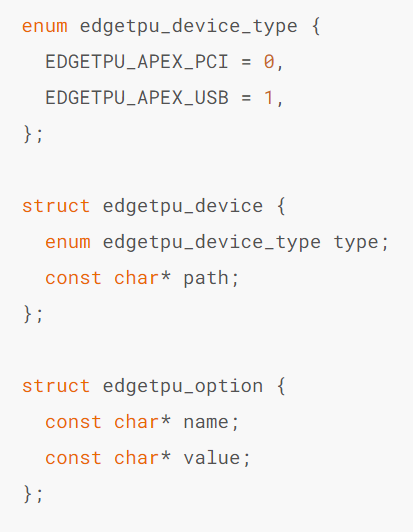 enum edgetpu_device_type {
  EDGETPU_APEX_PCI = 0,
  EDGETPU_APEX_USB = 1,
};

struct edgetpu_device {
  enum edgetpu_device_type type;
  const char* path;
};

struct edgetpu_option {
  const char* name;
  const char* value;
};